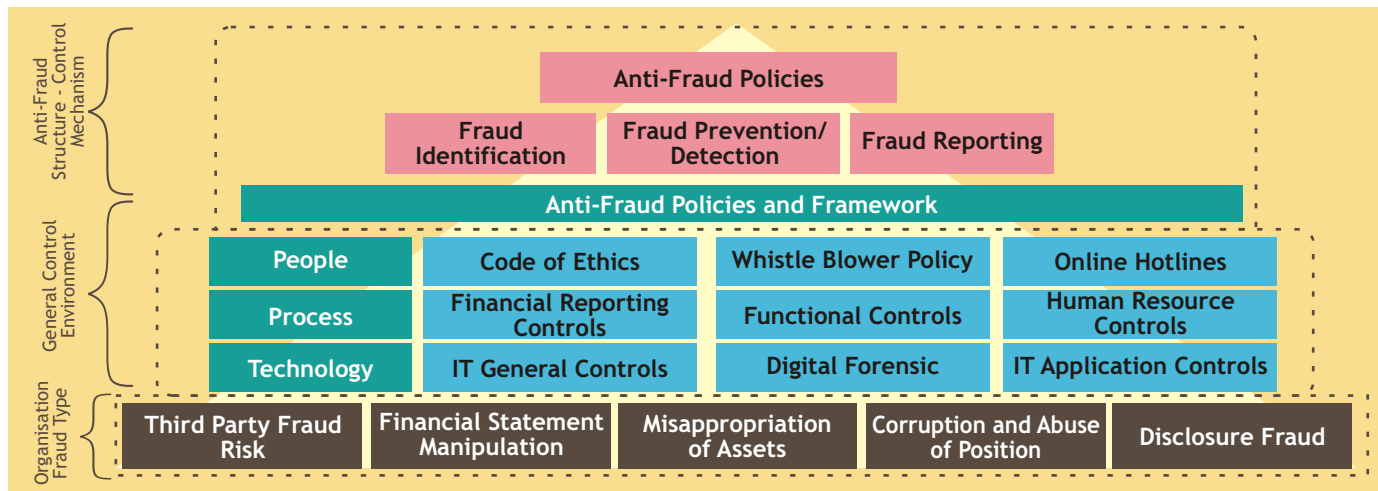 Anti-Fraud
Structure - Control
Mechanism
Anti-Fraud Policies
Fraud
Identification
Fraud Prevention/
Detection
Fraud Reporting
Anti-Fraud Policies and Framework
General Control
Environment
People
Code of Ethics
Whistle Blower Policy
Online Hotlines
Process
Financial Reporting
Controls
Functional Controls
Human Resource
Controls
Technology
IT General Controls
Digital Forensic
IT Application Controls
Organisation
Fraud Type
Third Party Fraud
Risk
Financial Statement
Manipulation
Misappropriation
of Assets
Corruption and Abuse
of Position
Disclosure Fraud